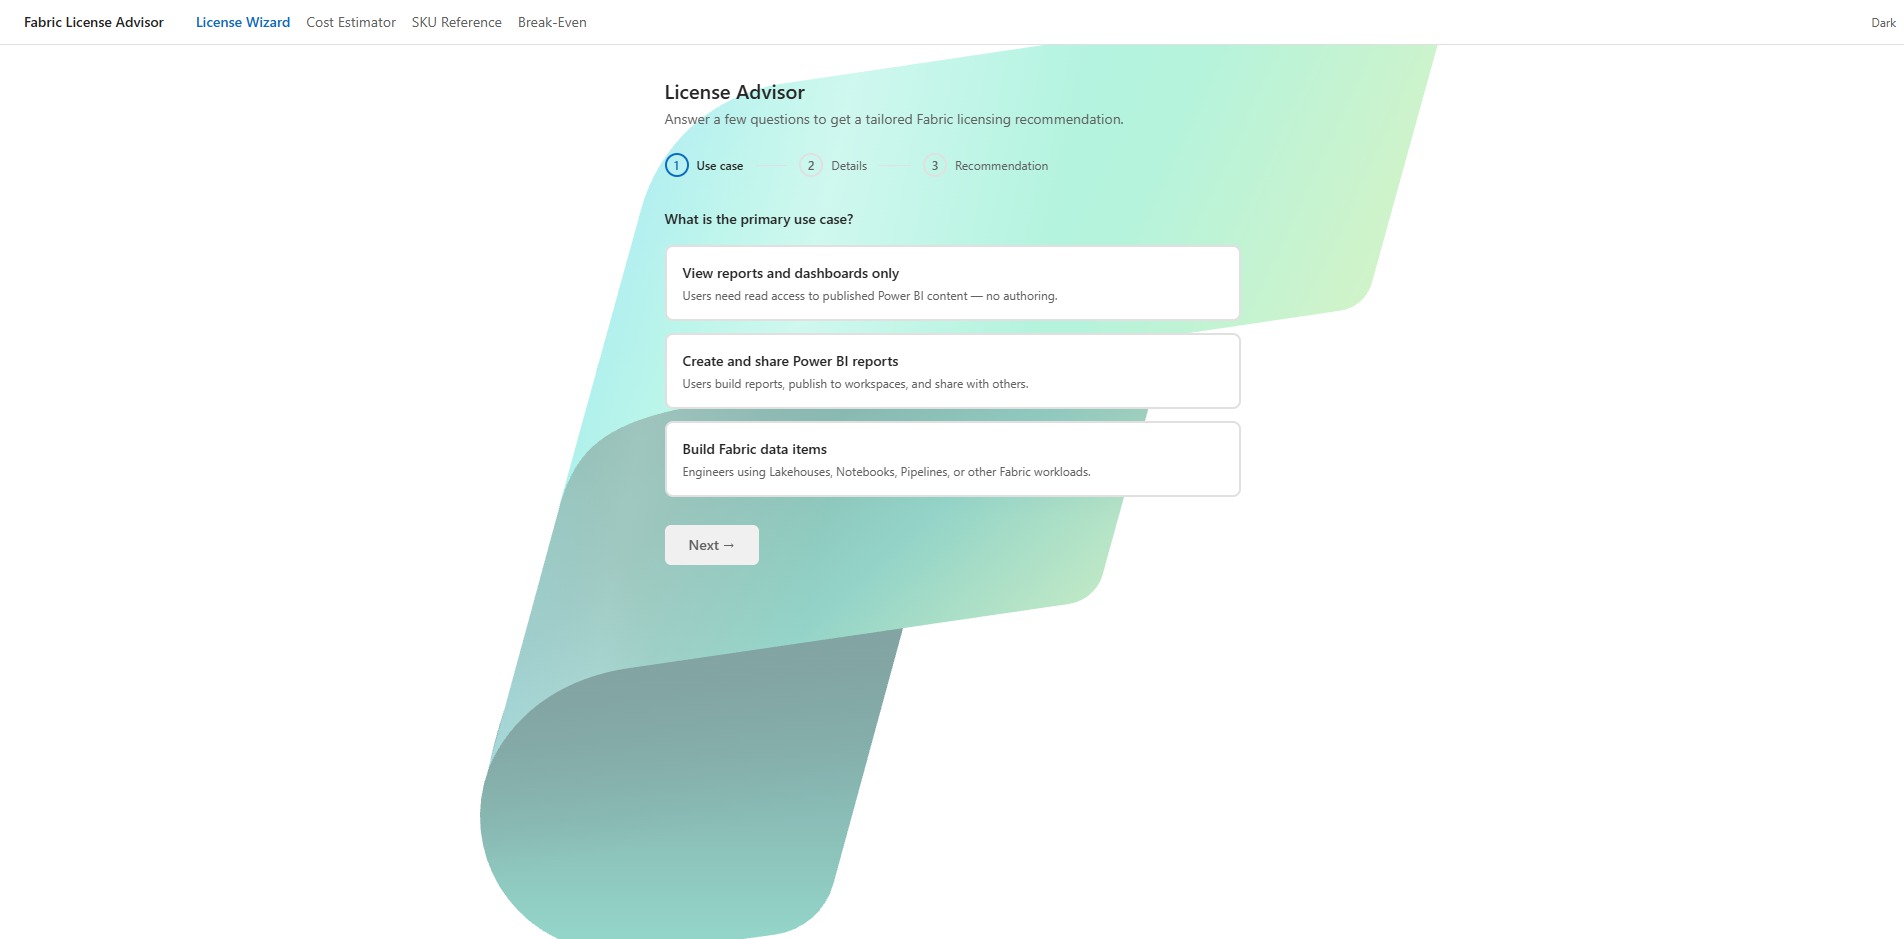 Fabric License Advisor License Wizard Cost Estimator SKU Reference Break-Even Dark
License Advisor
Answer a few questions to get a tailored Fabric licensing recommendation.
1 Use case 2 Details 3 Recommendation
What is the primary use case?
View reports and dashboards only
Users need read access to published Power BI content — no authoring.
Create and share Power BI reports
Users build reports, publish to workspaces, and share with others.
Build Fabric data items
Engineers using Lakehouses, Notebooks, Pipelines, or other Fabric workloads.
Next →